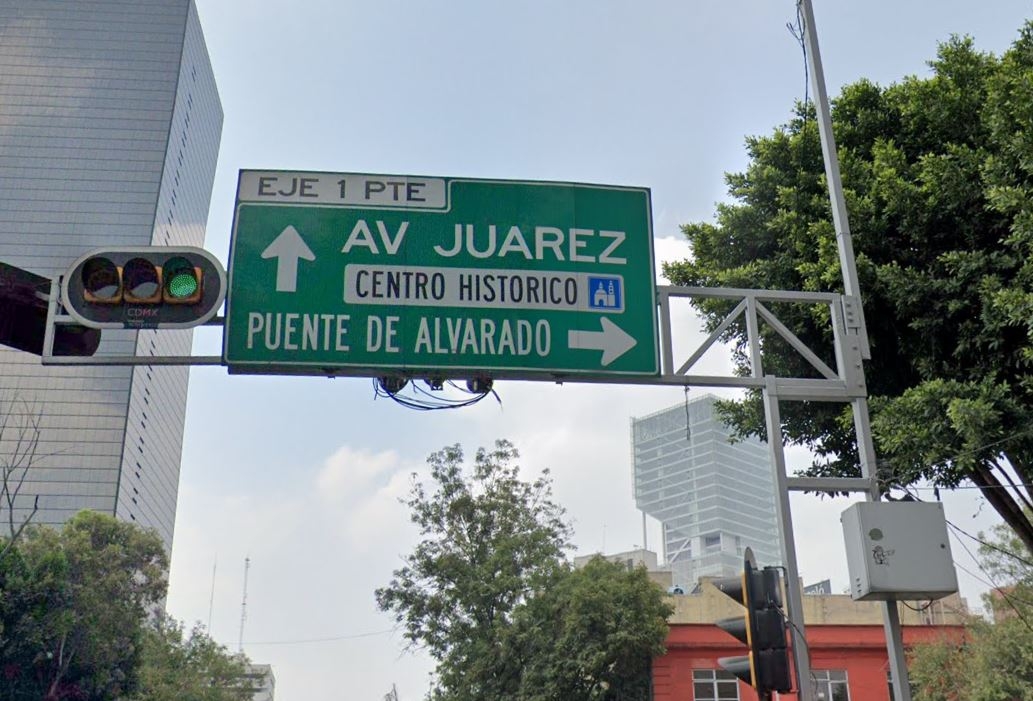 EJE 1 PTE
AV JUAREZ
CENTRO HISTORICO
PUENTE DE ALVARADO
CDMX